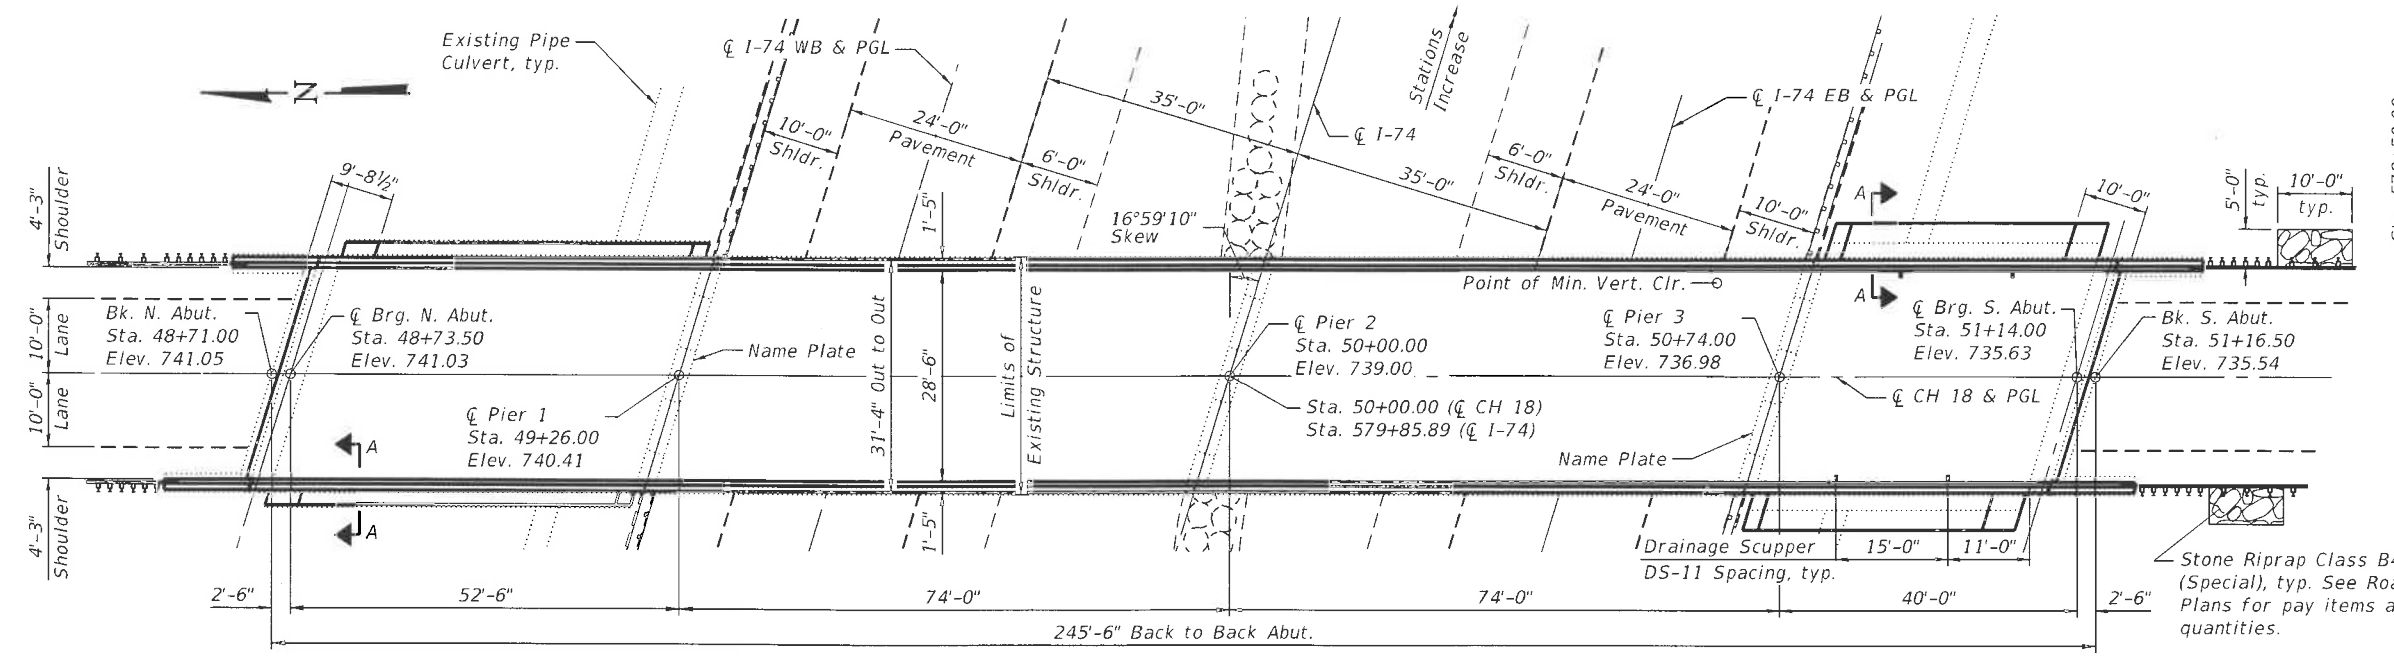 Existing Pipe
Culvert, typ.
℄ I-74 WB & PGL
Stations
Increase
℄ I-74 EB & PGL
℄ I-74
N
35'-0"
35'-0"
10'-0"
Shldr.
24'-0"
Pavement
6'-0"
Shldr.
6'-0"
Shldr.
24'-0"
Pavement
10'-0"
Shldr.
16°59'10"
Skew
9'-8½"
4'-3"
Shoulder
1'-5"
A
A
10'-0"
5'-0"
typ.
10'-0"
typ.
Point of Min. Vert. Clr.
Bk. N. Abut.
Sta. 48+71.00
Elev. 741.05
℄ Brg. N. Abut.
Sta. 48+73.50
Elev. 741.03
Name Plate
31'-4" Out to Out
28'-6"
Limits of
Existing Structure
℄ Pier 2
Sta. 50+00.00
Elev. 739.00
℄ Pier 3
Sta. 50+74.00
Elev. 736.98
℄ Brg. S. Abut.
Sta. 51+14.00
Elev. 735.63
Bk. S. Abut.
Sta. 51+16.50
Elev. 735.54
10'-0"
Lane
10'-0"
Lane
℄ CH 18 & PGL
℄ Pier 1
Sta. 49+26.00
Elev. 740.41
Sta. 50+00.00 (℄ CH 18)
Sta. 579+85.89 (℄ I-74)
Name Plate
A
A
4'-3"
Shoulder
1'-5"
Drainage Scupper
DS-11 Spacing, typ.
15'-0"
11'-0"
Stone Riprap Class B4
(Special), typ. See
Plans for pay items
quantities.
2'-6"
52'-6"
74'-0"
74'-0"
40'-0"
2'-6"
245'-6" Back to Back Abut.